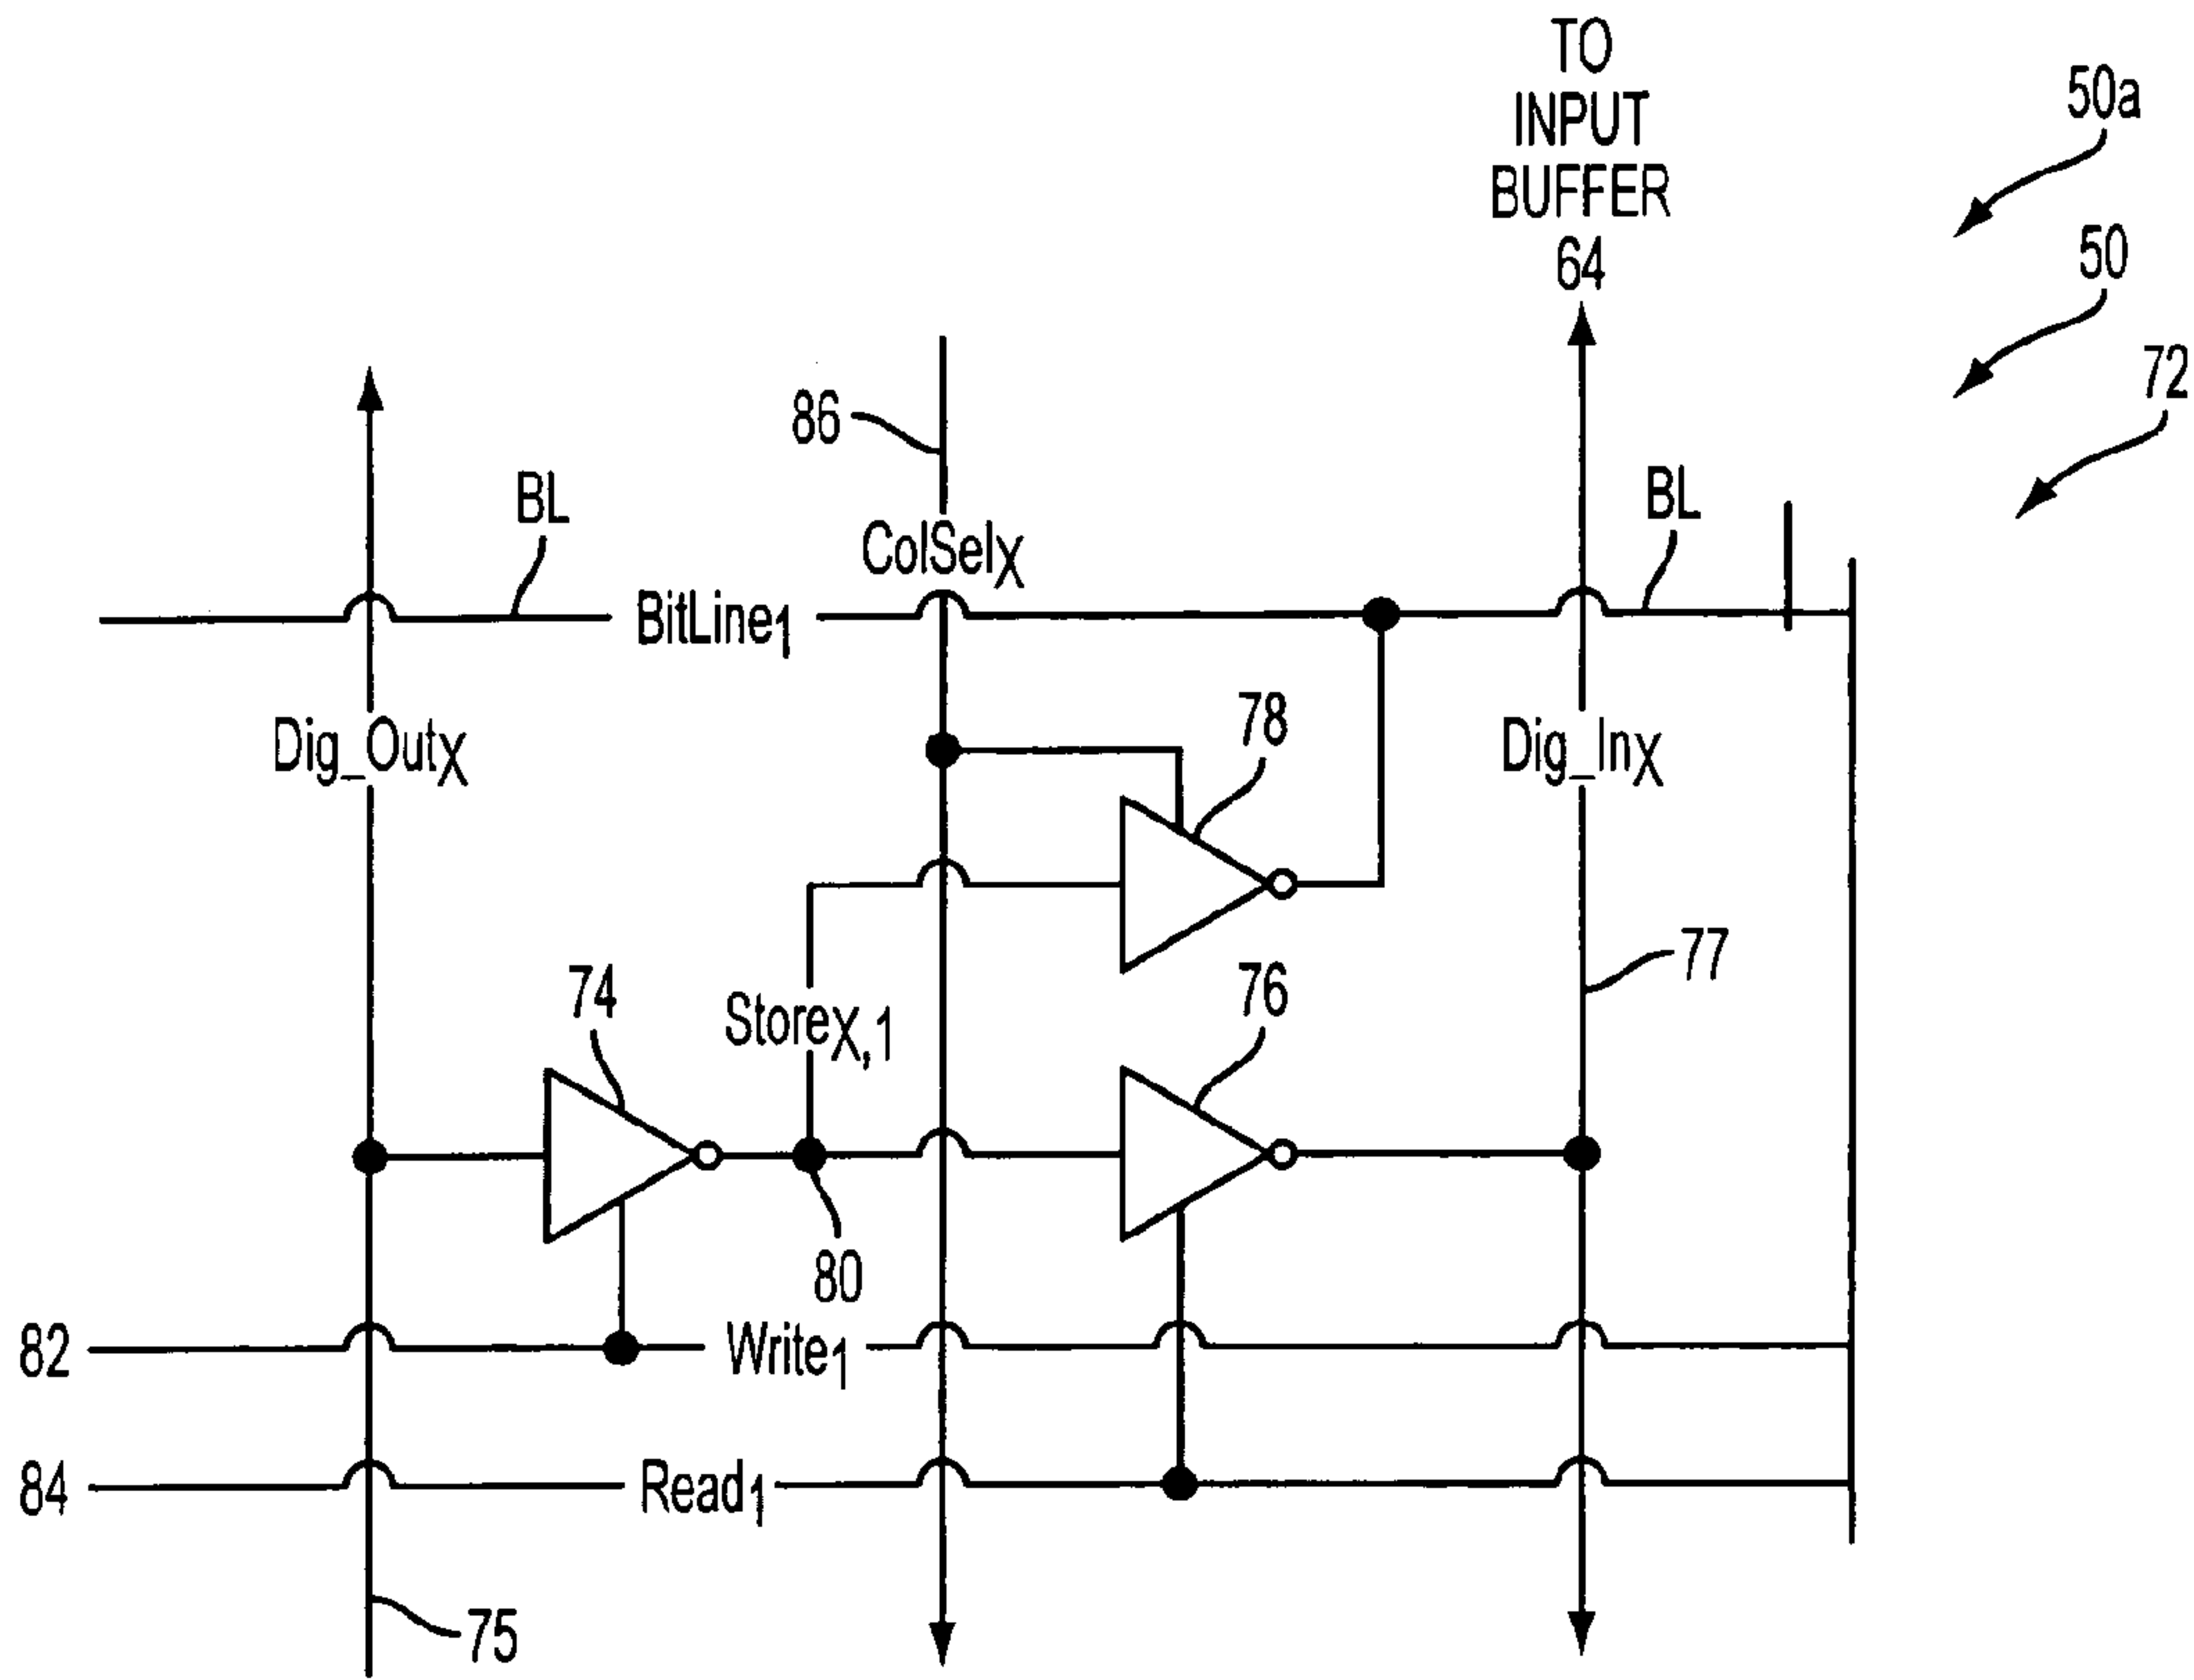 TO
INPUT
BUFFER
64
50a
50
72
86
BL
BL
ColSelX
BitLine1
78
Dig_OutX
Dig_InX
77
74
76
StoreX,1
80
82
Write1
84
Read1
75